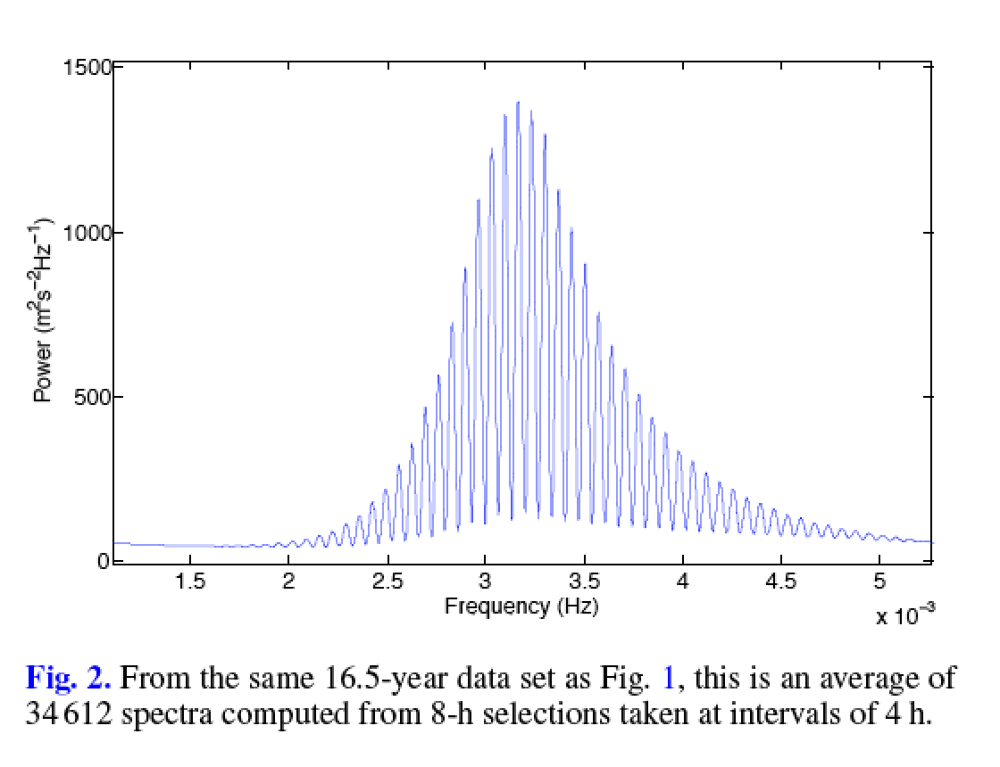 1500
1000
500
0
Power (m²s⁻²Hz⁻¹)
1.5 2 2.5 3 3.5 4 4.5 5
Frequency (Hz)
x 10⁻³
Fig. 2. From the same 16.5-year data set as Fig. 1, this is an average of
34 612 spectra computed from 8-h selections taken at intervals of 4 h.